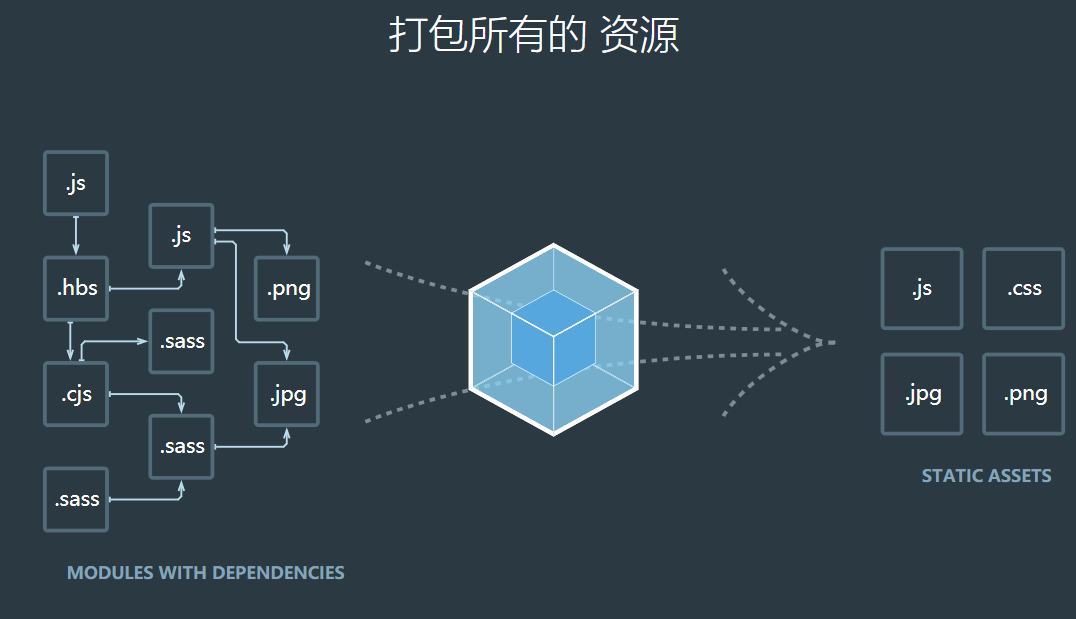 打包所有的 资源
.js
.js
.hbs
.png
.sass
.cjs
.jpg
.sass
.sass
MODULES WITH DEPENDENCIES
.js
.css
.jpg
.png
STATIC ASSETS